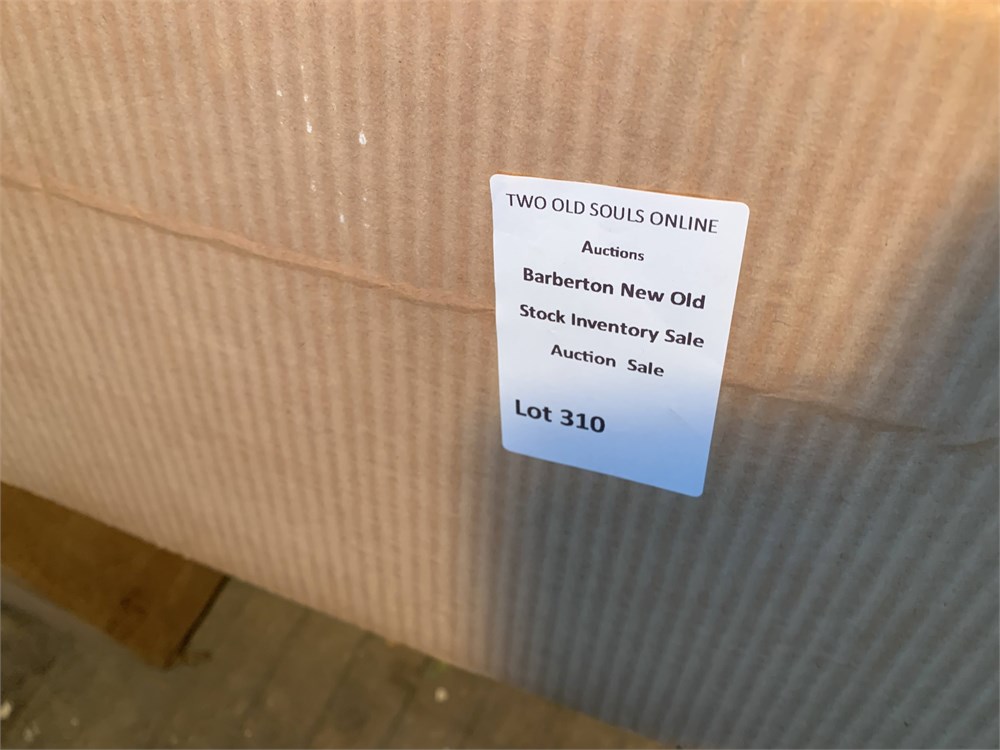 TWO OLD SOULS ONLINE
Auctions
Barberton New Old
Stock Inventory Sale
Auction Sale
Lot 310